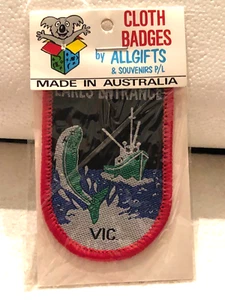 CLOTH
BADGES
by ALLGIFTS
& SOUVENIRS P/L
MADE IN AUSTRALIA
LAKES ENTRANCE
VIC.